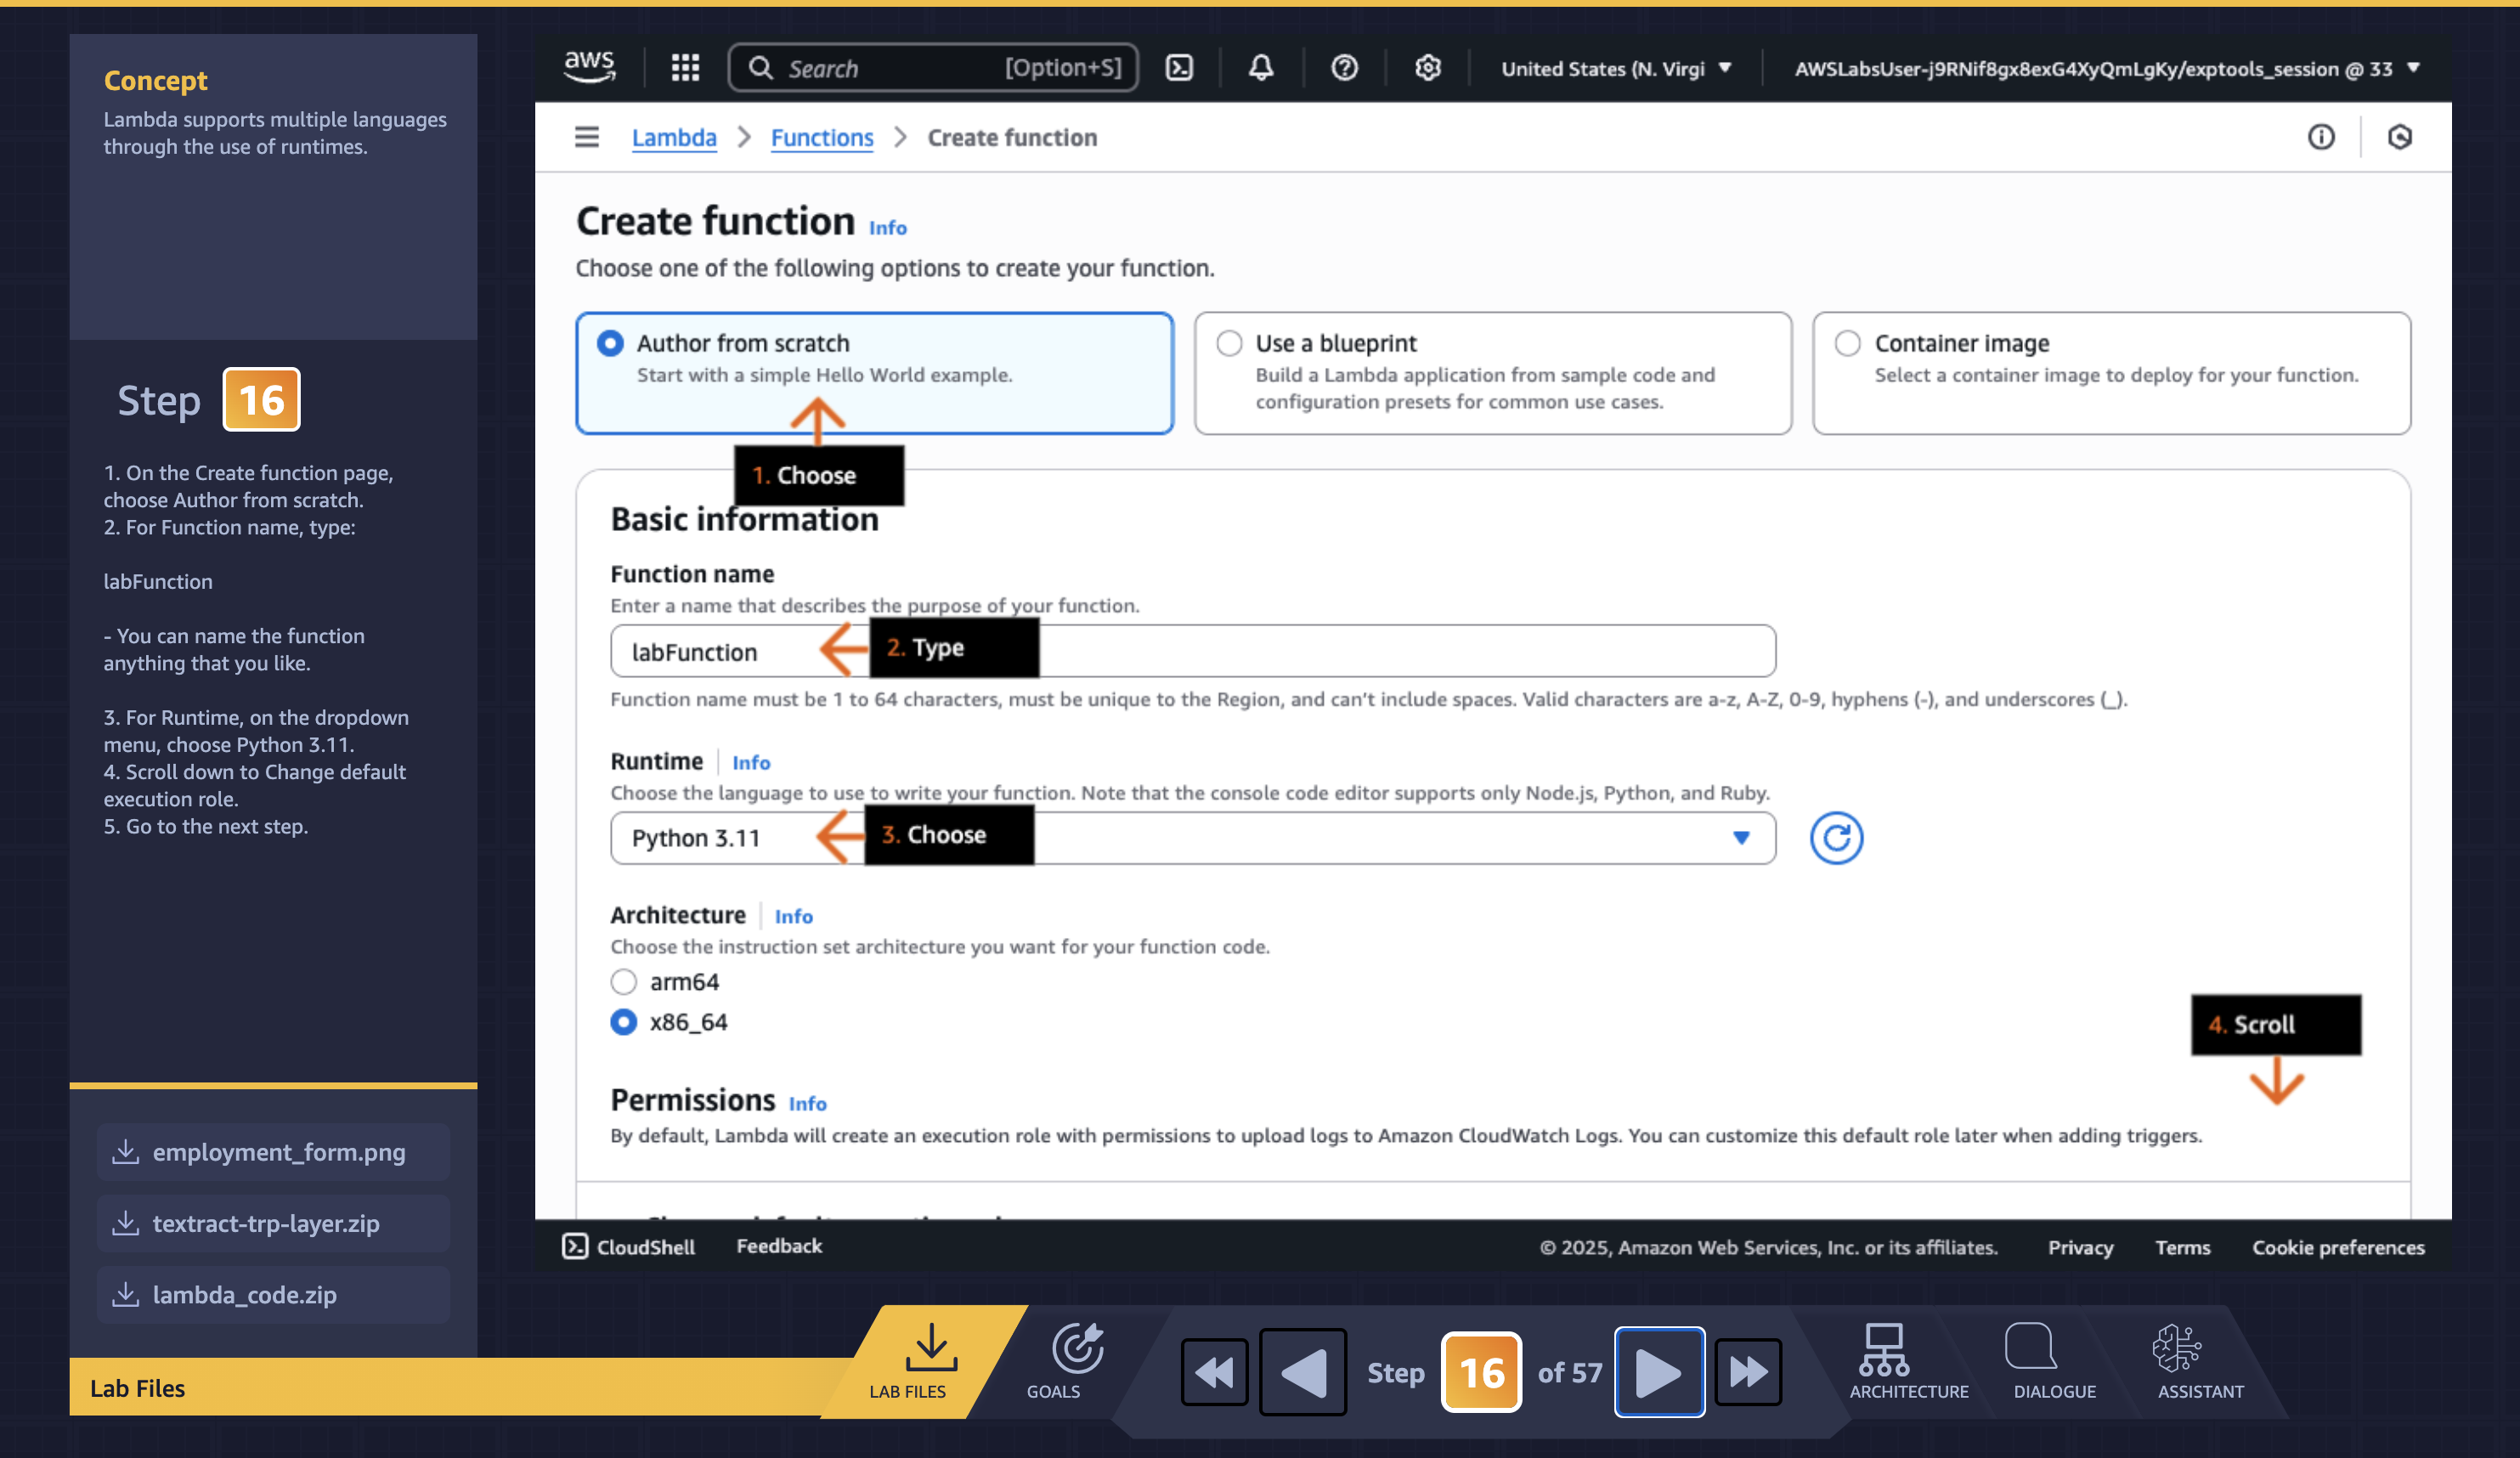 Concept
Lambda supports multiple languages
through the use of runtimes.
Step 16
1. On the Create function page,
choose Author from scratch.
2. For Function name, type:
labFunction
- You can name the function
anything that you like.
3. For Runtime, on the dropdown
menu, choose Python 3.11.
4. Scroll down to Change default
execution role.
5. Go to the next step.
employment_form.png
textract-trp-layer.zip
lambda_code.zip
Lab Files
aws
Search [Option+S]
United States (N. Virgi
AWSLabsUser-j9RNif8gx8exG4XyQmLgKy/exptools_session @ 33
Lambda > Functions > Create function
Create function Info
Choose one of the following options to create your function.
Author from scratch
Start with a simple Hello World example.
Use a blueprint
Build a Lambda application from sample code and
configuration presets for common use cases.
Container image
Select a container image to deploy for your function.
1. Choose
Basic information
Function name
Enter a name that describes the purpose of your function.
labFunction
2. Type
Function name must be 1 to 64 characters, must be unique to the Region, and can't include spaces. Valid characters are a-z, A-Z, 0-9, hyphens (-), and underscores (_).
Runtime Info
Choose the language to use to write your function. Note that the console code editor supports only Node.js, Python, and Ruby.
Python 3.11
3. Choose
Architecture Info
Choose the instruction set architecture you want for your function code.
arm64
x86_64
4. Scroll
Permissions Info
By default, Lambda will create an execution role with permissions to upload logs to Amazon CloudWatch Logs. You can customize this default role later when adding triggers.
CloudShell Feedback
© 2025, Amazon Web Services, Inc. or its affiliates. Privacy Terms Cookie preferences
LAB FILES
GOALS
Step 16 of 57
ARCHITECTURE
DIALOGUE
ASSISTANT